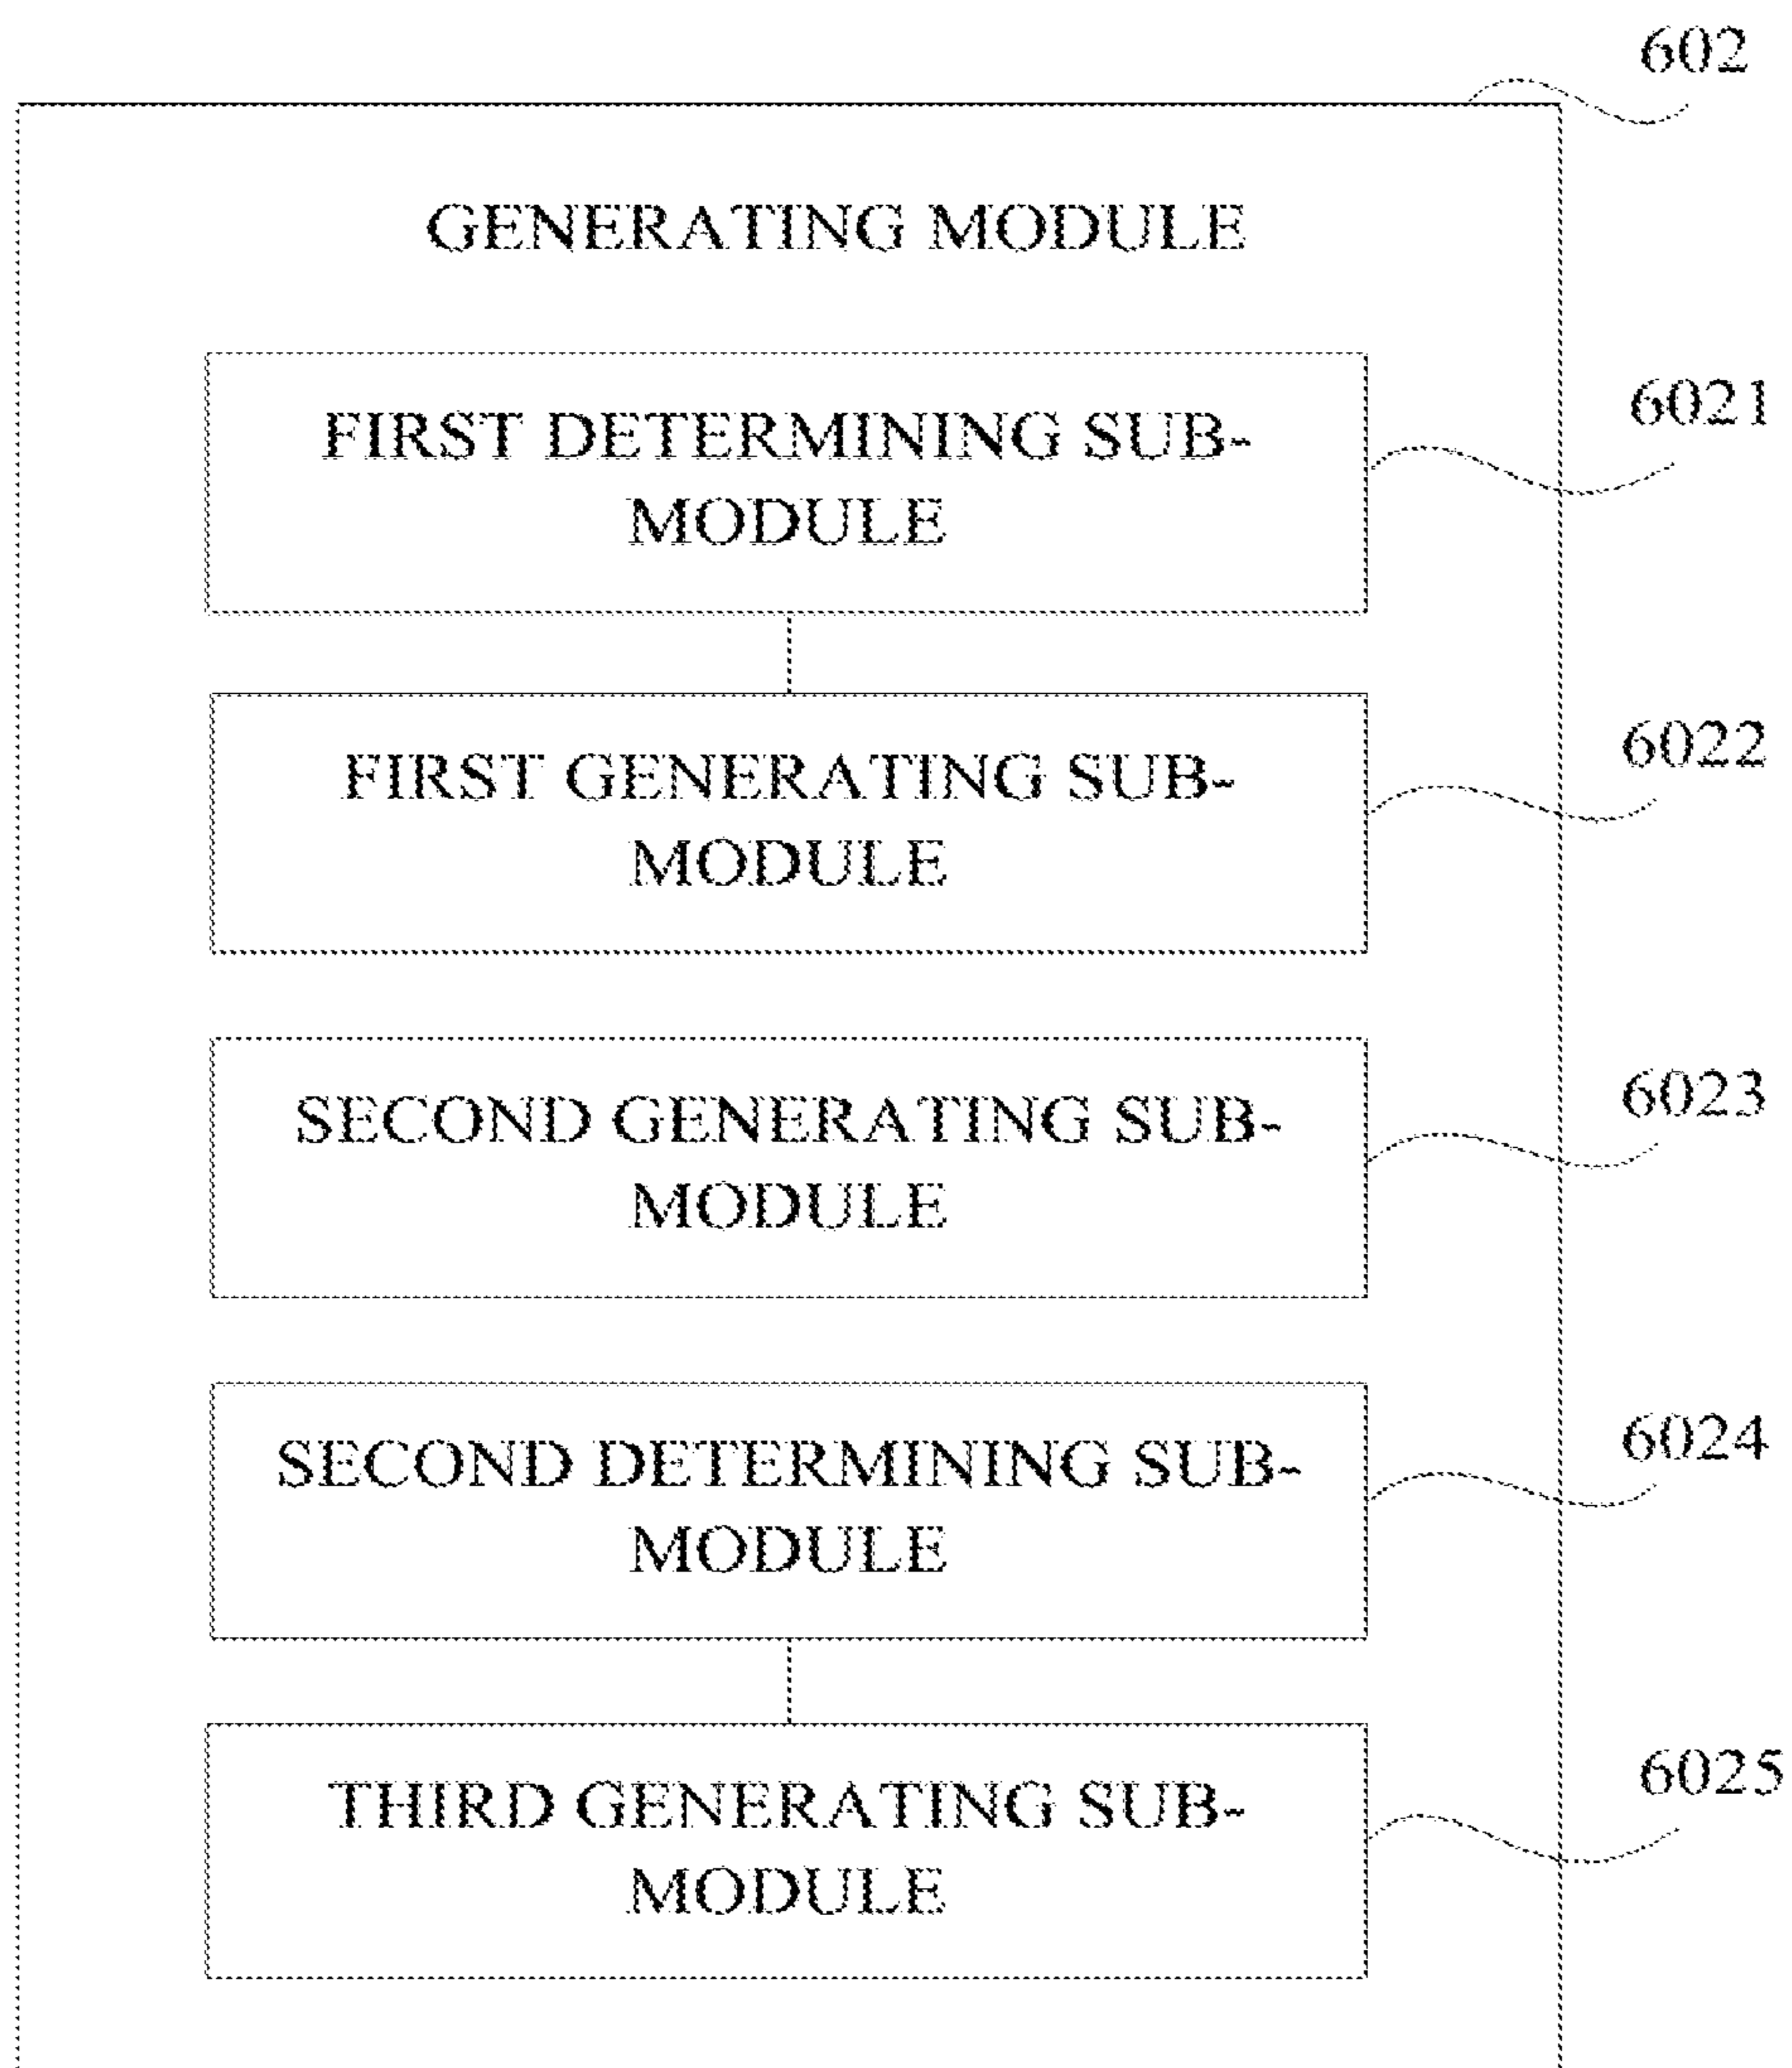 602
GENERATING MODULE
FIRST DETERMINING SUB-
MODULE
6021
FIRST GENERATING SUB-
MODULE
6022
SECOND GENERATING SUB-
MODULE
6023
SECOND DETERMINING SUB-
MODULE
6024
THIRD GENERATING SUB-
MODULE
6025